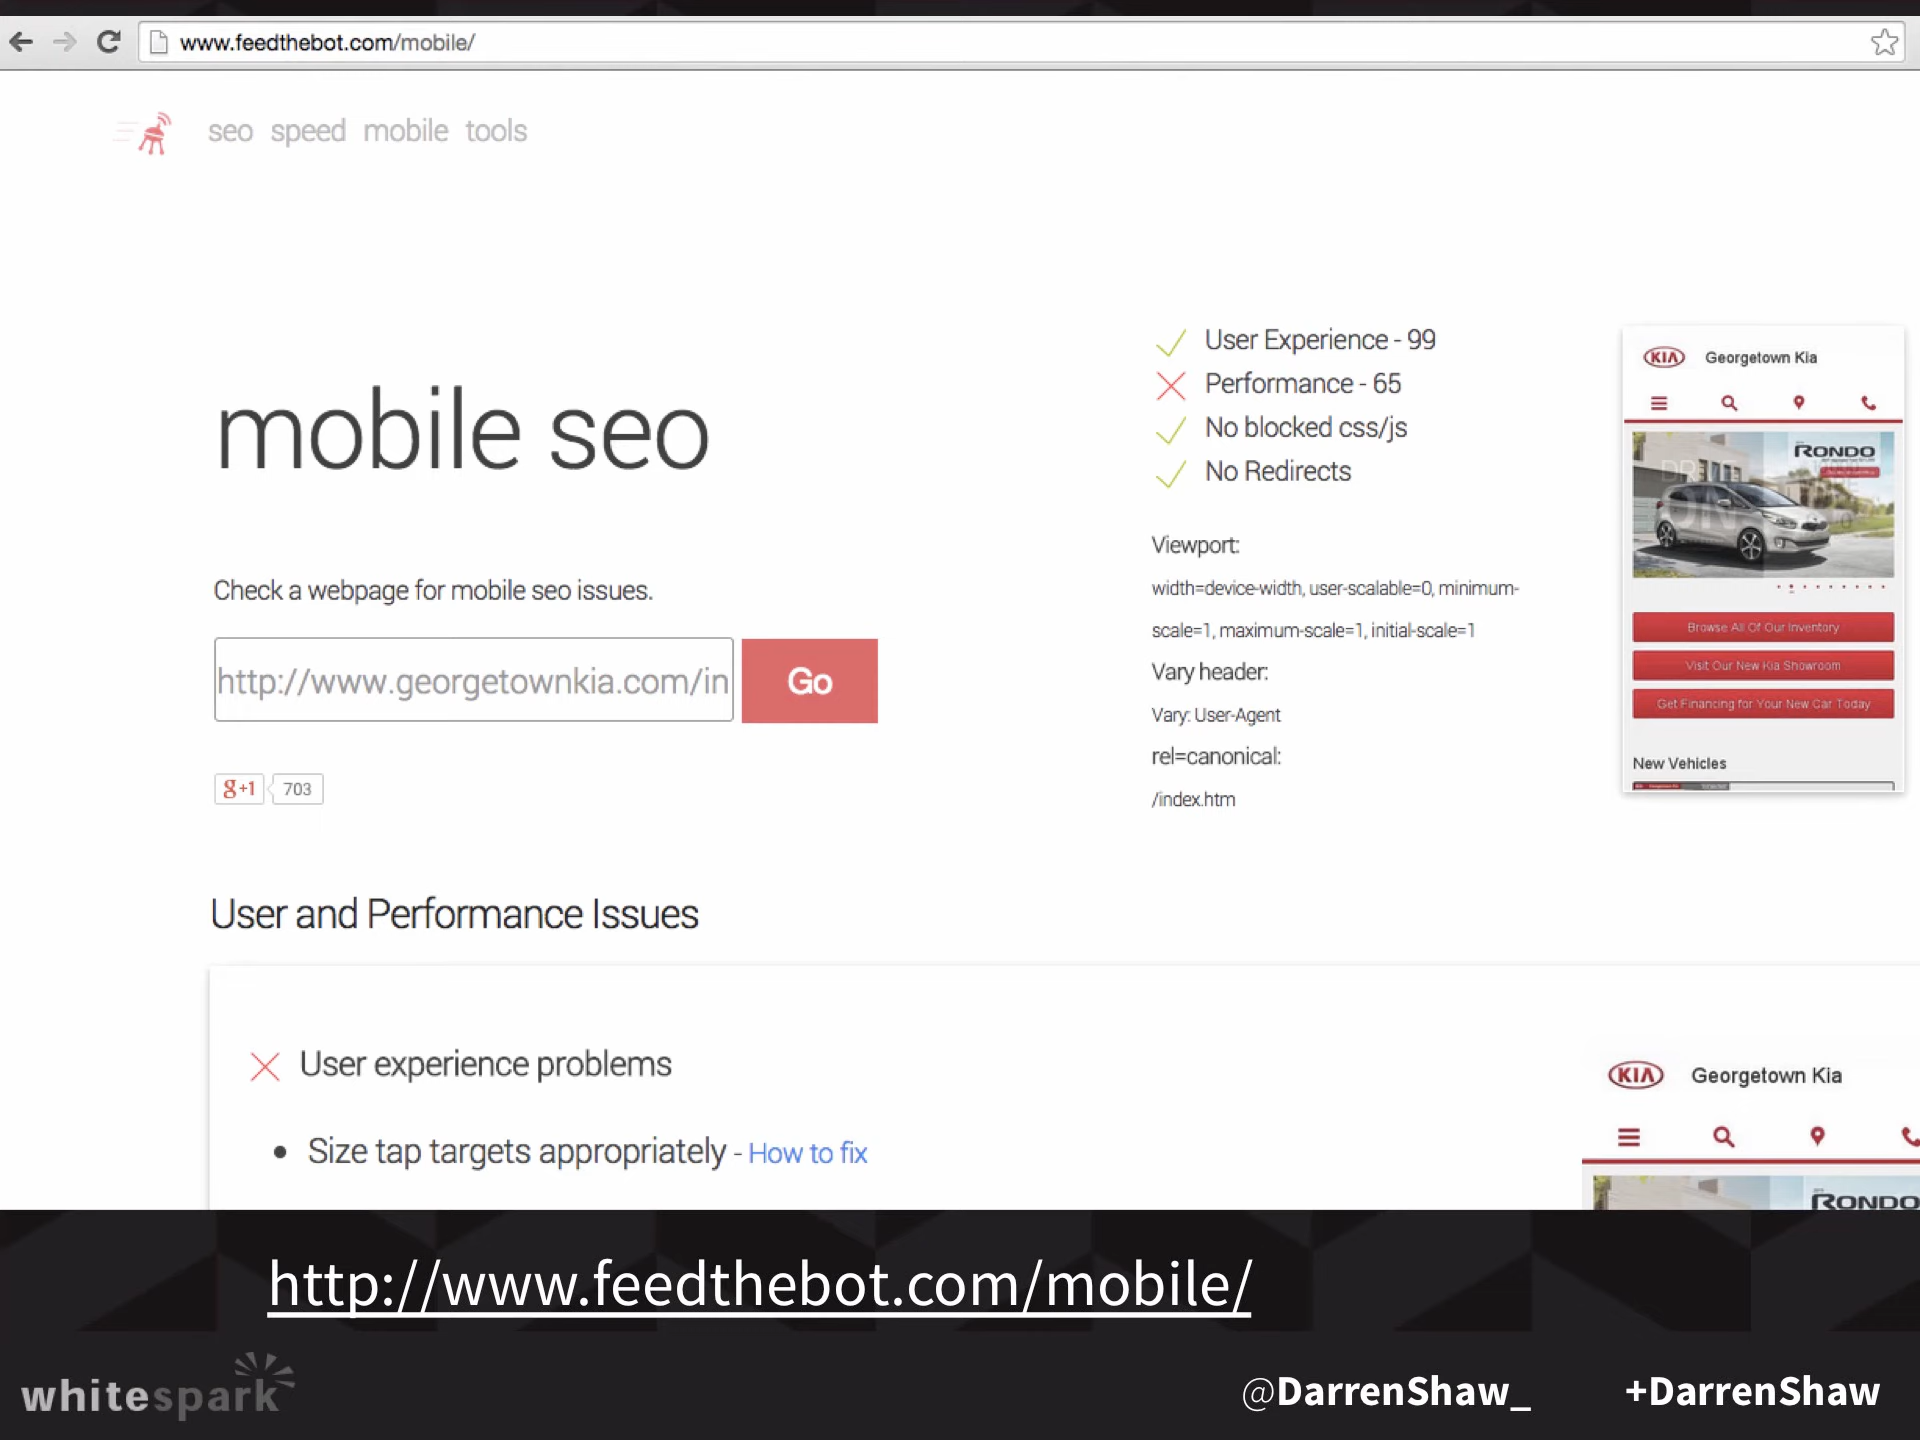 www.feedthebot.com/mobile/
seo speed mobile tools
mobile seo
Check a webpage for mobile seo issues.
http://www.georgetownkia.com/in
Go
g+1 703
User Experience - 99
Performance - 65
No blocked css/js
No Redirects
Viewport:
width=device-width, user-scalable=0, minimum-
scale=1, maximum-scale=1, initial-scale=1
Vary header:
Vary: User-Agent
rel=canonical:
/index.htm
KIA Georgetown Kia
RONDO
Browse All Of Our Inventory
Visit Our New Kia Showroom
Get Financing for Your New Car Today
New Vehicles
User and Performance Issues
User experience problems
• Size tap targets appropriately - How to fix
KIA Georgetown Kia
RONDO
http://www.feedthebot.com/mobile/
whitespark
@DarrenShaw_ +DarrenShaw